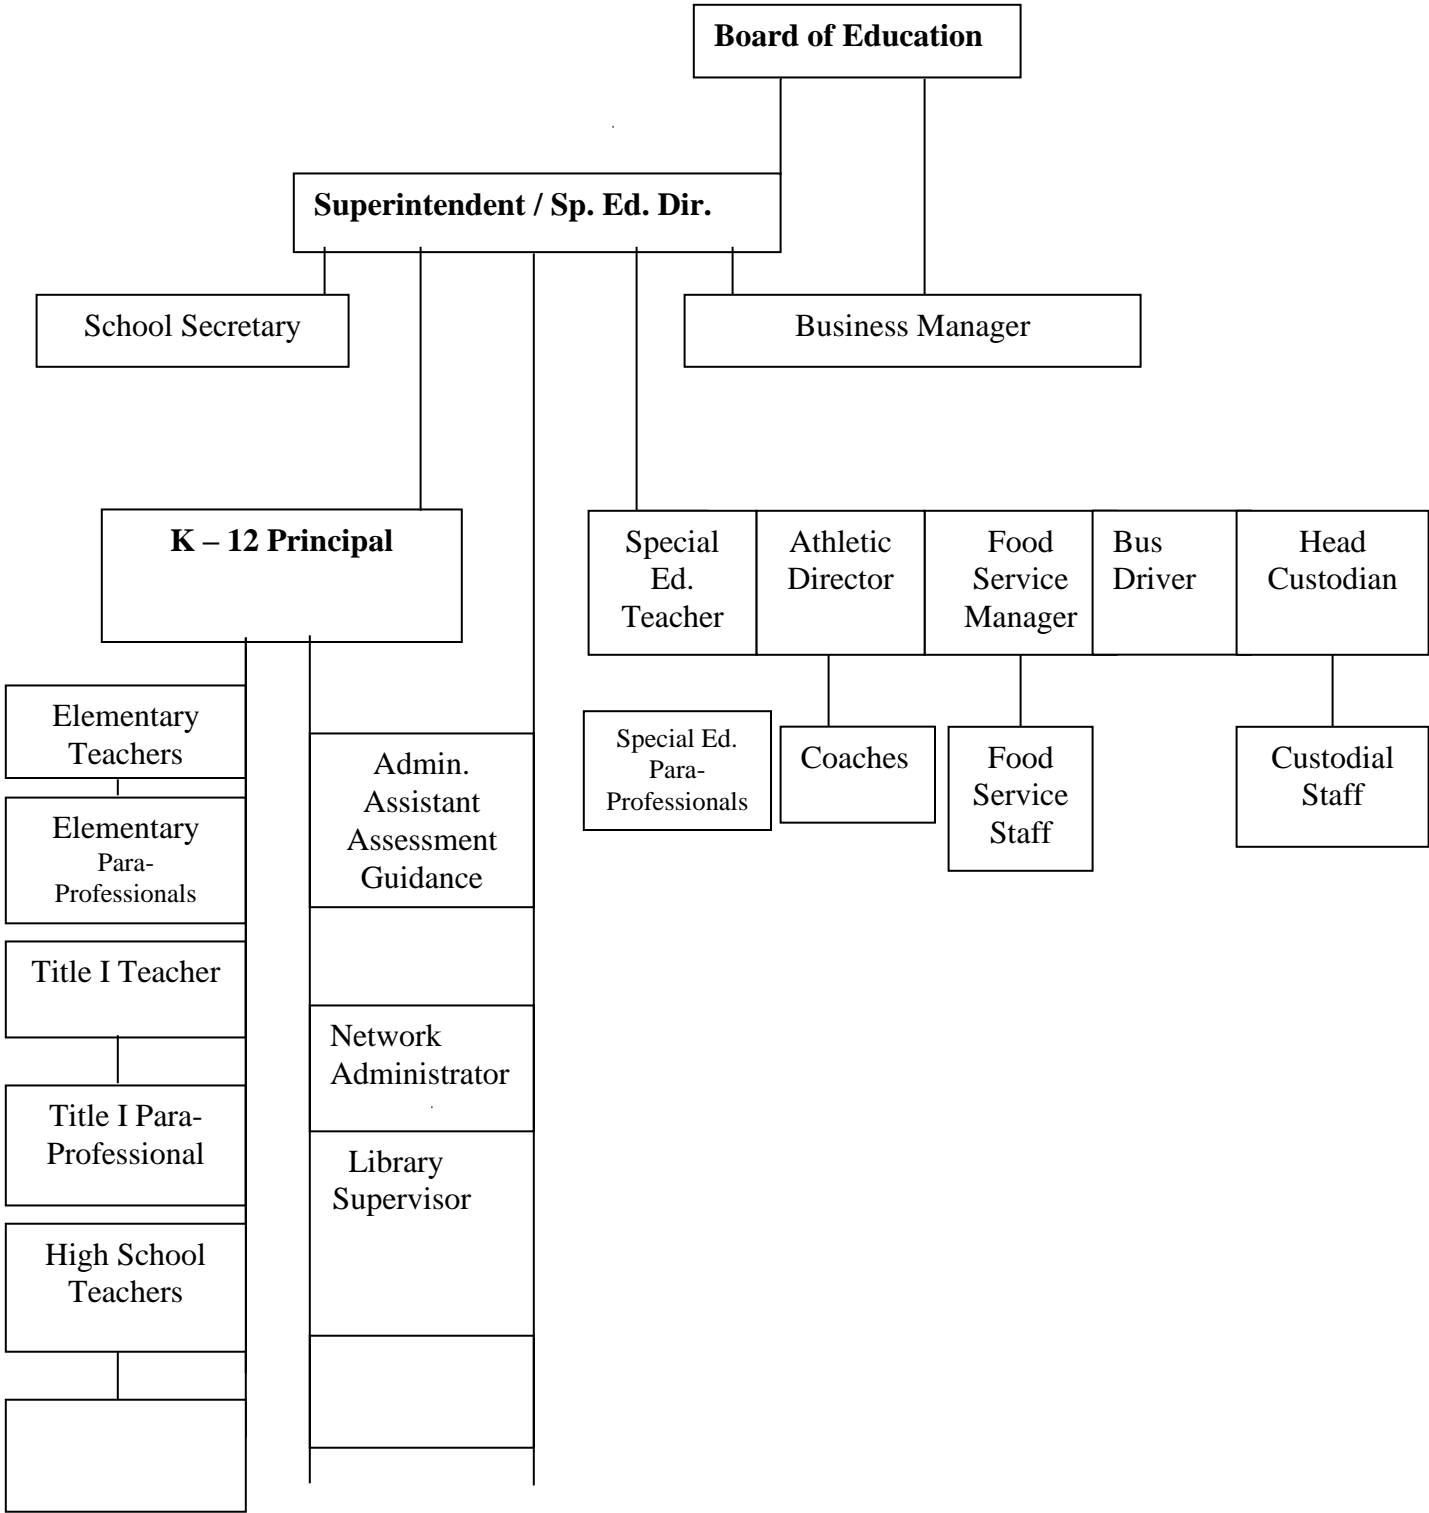 Board of Education
Superintendent / Sp. Ed. Dir.
School Secretary
Business Manager
K – 12 Principal
Special
Ed.
Teacher
Athletic
Director
Food
Service
Manager
Bus
Driver
Head
Custodian
Elementary
Teachers
Elementary
Para-
Professionals
Title I Teacher
Title I Para-
Professional
High School
Teachers
Admin.
Assistant
Assessment
Guidance
Network
Administrator
Library
Supervisor
Special Ed.
Para-
Professionals
Coaches
Food
Service
Staff
Custodial
Staff